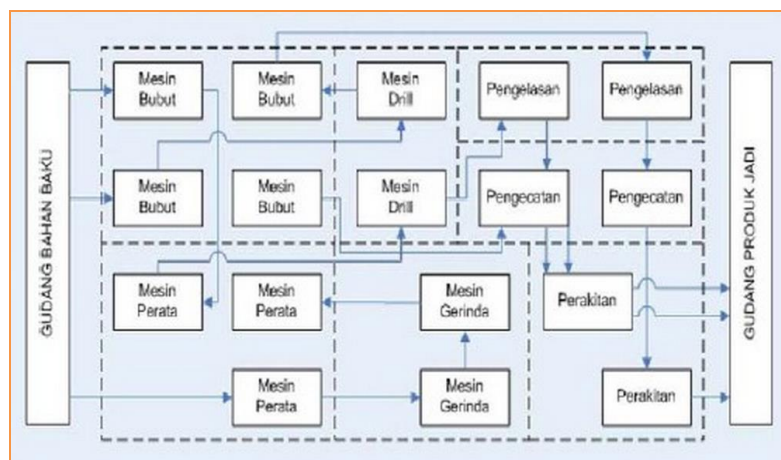 GUDANG BAHAN BAKU
Mesin
Bubut
Mesin
Bubut
Mesin
Drill
Pengelasan
Pengelasan
Mesin
Bubut
Mesin
Bubut
Mesin
Drill
Pengecatan
Pengecatan
Mesin
Perata
Mesin
Perata
Mesin
Gerinda
Perakitan
Mesin
Perata
Mesin
Gerinda
Perakitan
GUDANG PRODUK JADI